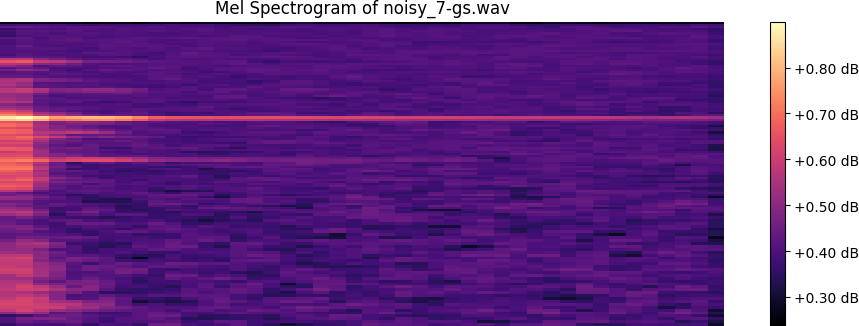 Mel Spectrogram of noisy_7-gs.wav
+0.80 dB
+0.70 dB
+0.60 dB
+0.50 dB
+0.40 dB
+0.30 dB